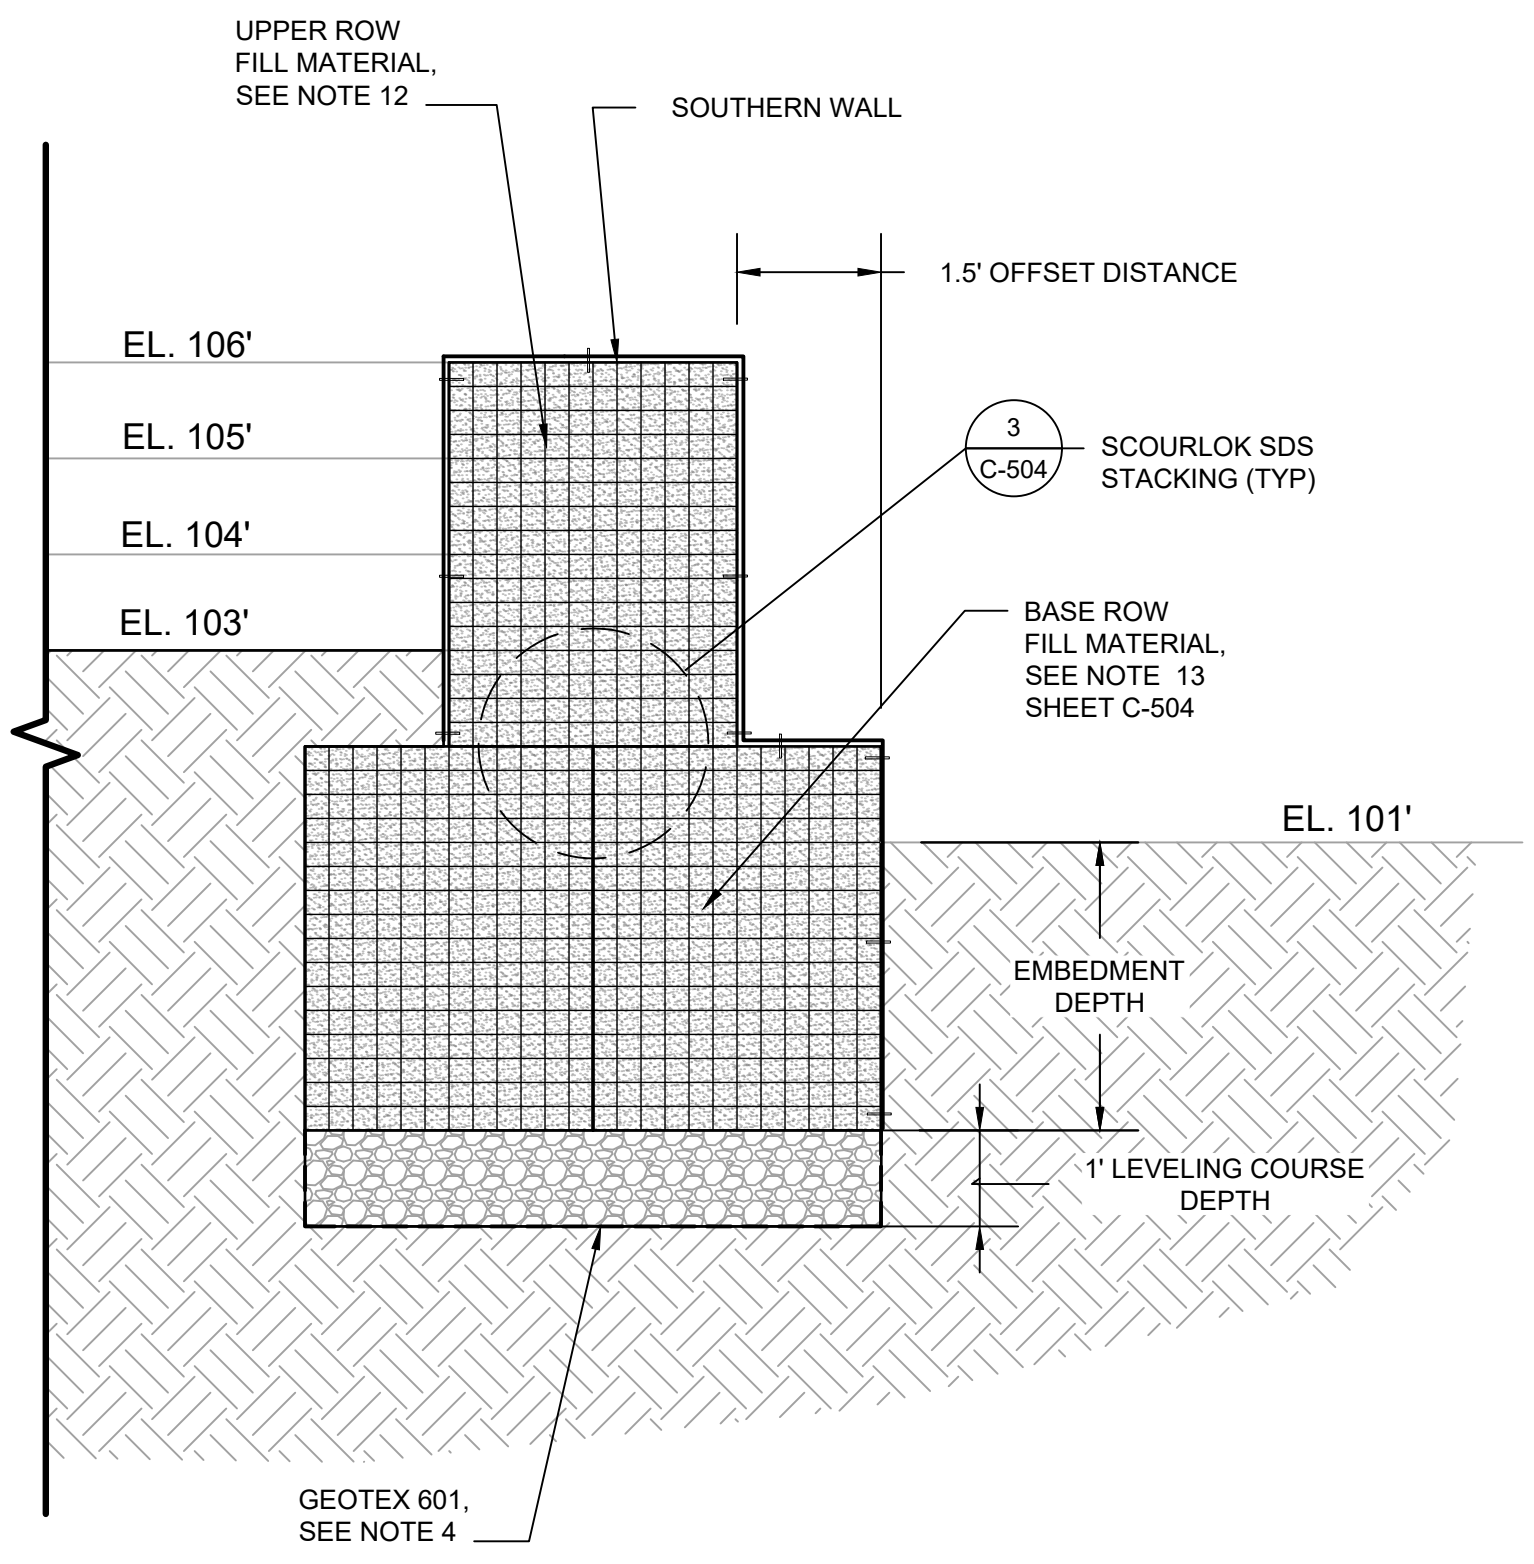 UPPER ROW
FILL MATERIAL,
SEE NOTE 12
SOUTHERN WALL
1.5' OFFSET DISTANCE
EL. 106'
EL. 105'
EL. 104'
EL. 103'
3
C-504
SCOURLOK SDS
STACKING (TYP)
BASE ROW
FILL MATERIAL,
SEE NOTE 13
SHEET C-504
EL. 101'
EMBEDMENT
DEPTH
1' LEVELING COURSE
DEPTH
GEOTEX 601,
SEE NOTE 4